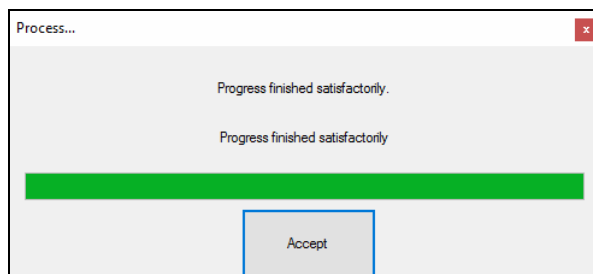 Process...
x
Progress finished satisfactorily.
Progress finished satisfactorily
Accept